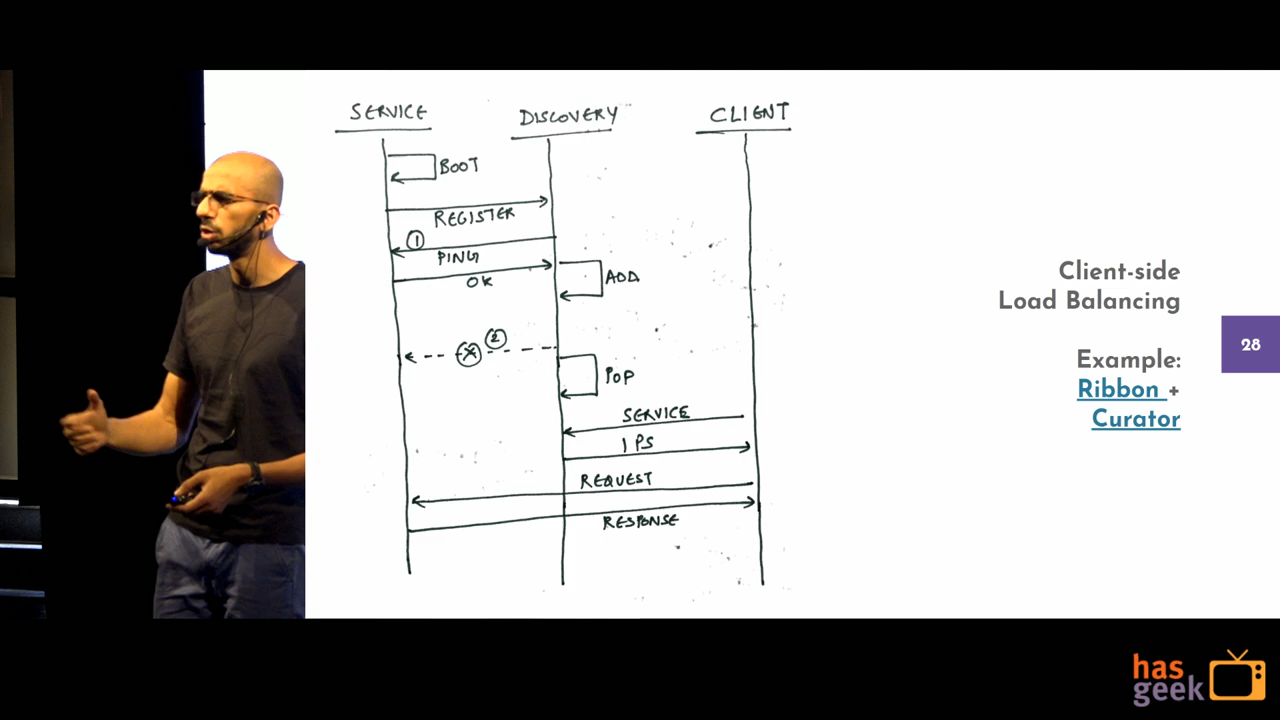 SERVICE
DISCOVERY
CLIENT
BOOT
REGISTER
1
PING
OK
ADD
2
POP
SERVICE
IPS
REQUEST
RESPONSE
Client-side
Load Balancing
Example:
Ribbon +
Curator
28
has
geek